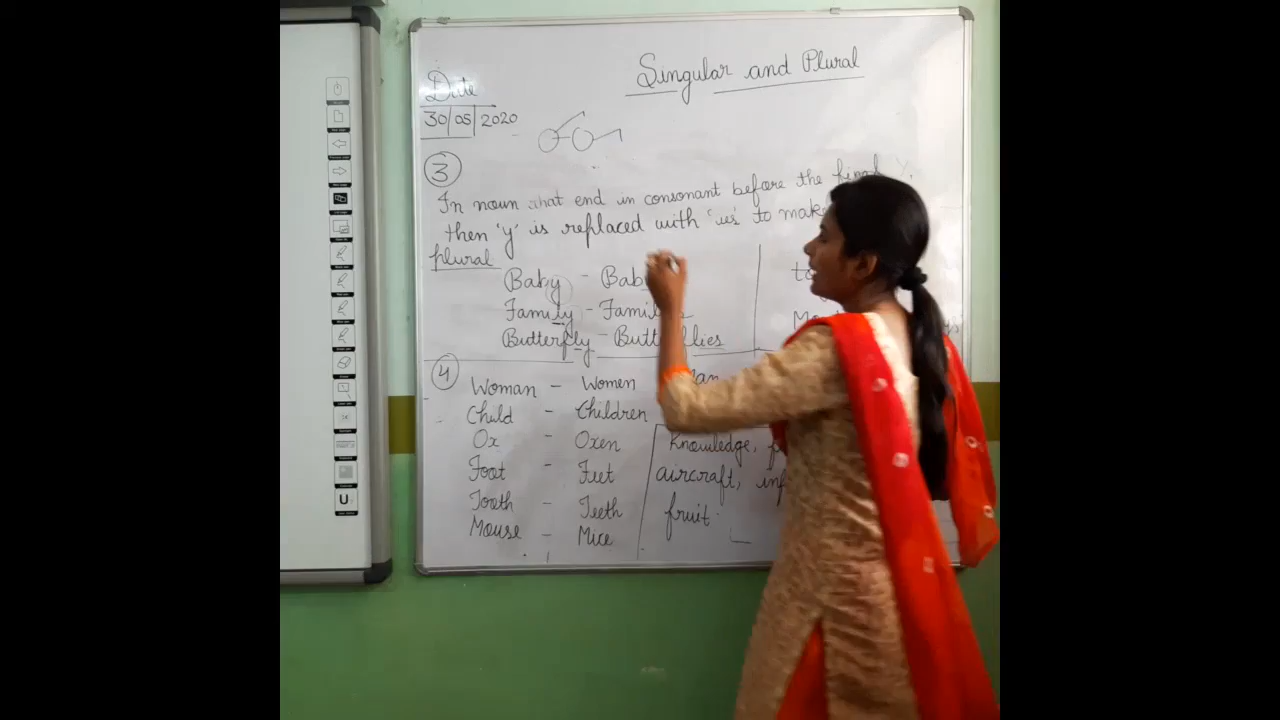 Singular and Plural
Date
30/05/2020
3
In noun that end in consonant before the final y,
then 'y' is replaced with 'ies' to make
plural
Baby - Bab
Family - Families
Butterfly - Butterflies
4
Woman - Women
Child - Children
Ox - Oxen
Foot - Feet
Tooth - Teeth
Mouse - Mice
Man
Knowledge,
aircraft, inf
fruit.